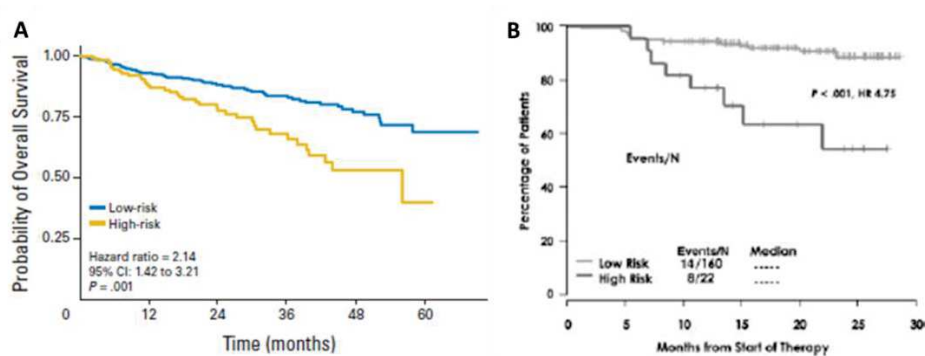 A
Probability of Overall Survival
1.00
0.75
0.50
0.25
0
12
24
36
48
60
Time (months)
Low-risk
High-risk
Hazard ratio = 2.14
95% CI: 1.42 to 3.21
P = .001
B
Percentage of Patients
100
80
60
40
20
0
0
5
10
15
20
25
30
Months from Start of Therapy
P < .001, HR 4.75
Events/N
Events/N Median
Low Risk 14/160 -----
High Risk 8/22 ----